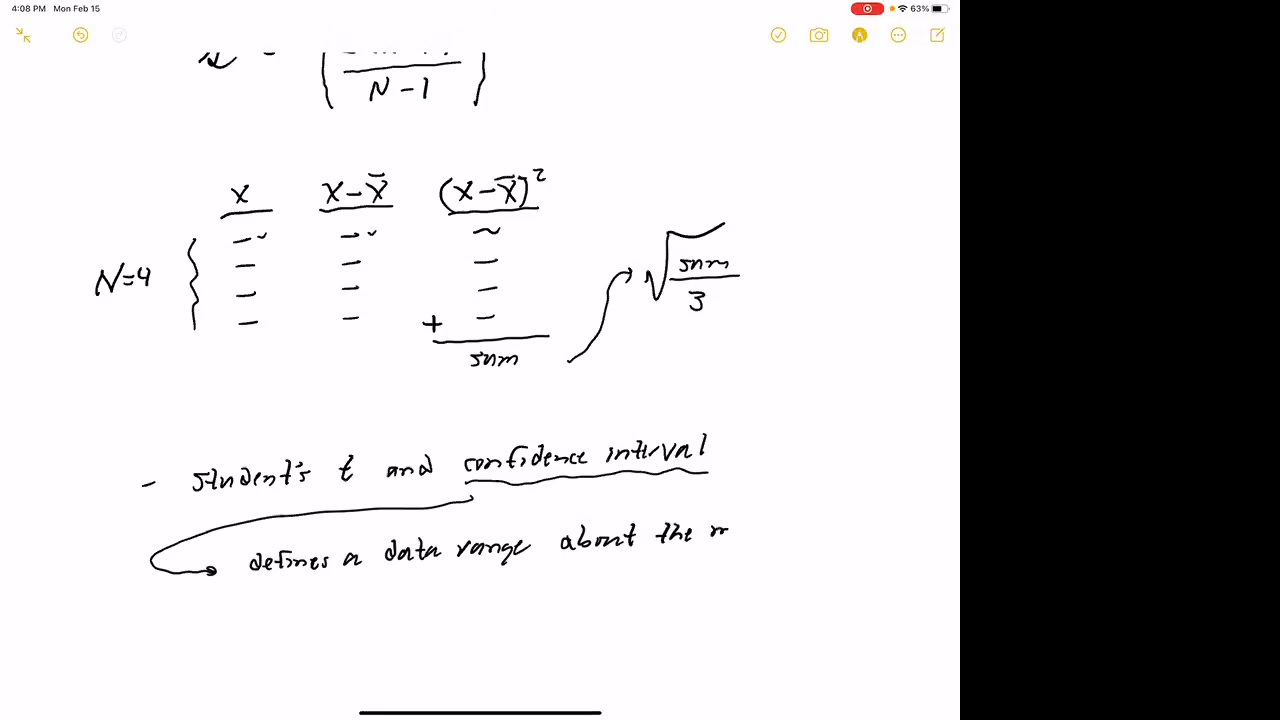 4:08 PM Mon Feb 15
63%
N-1
x x-x̄ (x-x̄)²
N=4
+
sum
√sum/3
- student's t and confidence interval
defines a data range about the